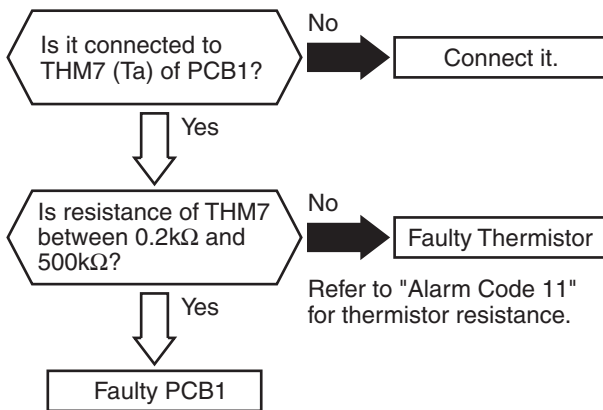 Is it connected to
THM7 (Ta) of PCB1?
No
Connect it.
Yes
Is resistance of THM7
between 0.2kΩ and
500kΩ?
No
Faulty Thermistor
Refer to "Alarm Code 11"
for thermistor resistance.
Yes
Faulty PCB1